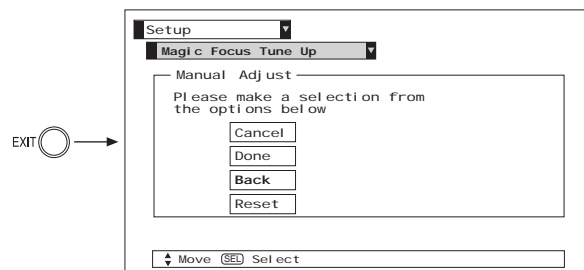 Setup
Magic Focus Tune Up
Manual Adjust
Please make a selection from
the options below
Cancel
Done
Back
Reset
EXIT
Move SEL Select